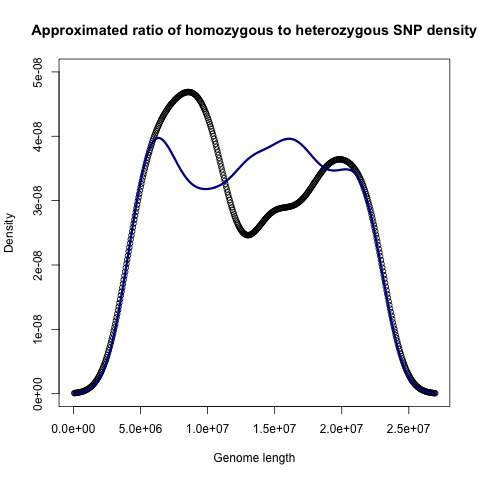 Approximated ratio of homozygous to heterozygous SNP density
Density
5e-08
4e-08
3e-08
2e-08
1e-08
0e+00
0.0e+00 5.0e+06 1.0e+07 1.5e+07 2.0e+07 2.5e+07
Genome length